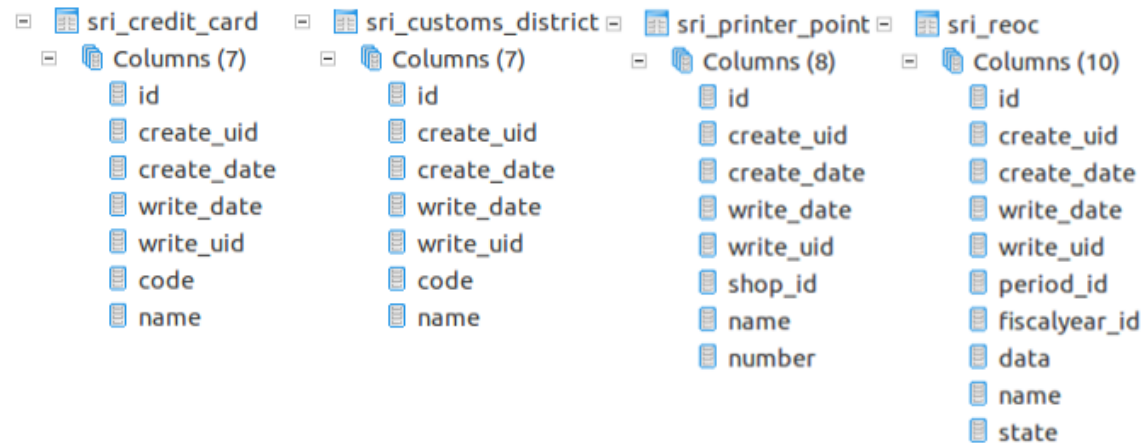 sri_credit_card
Columns (7)
id
create_uid
create_date
write_date
write_uid
code
name
sri_customs_district
Columns (7)
id
create_uid
create_date
write_date
write_uid
code
name
sri_printer_point
Columns (8)
id
create_uid
create_date
write_date
write_uid
shop_id
name
number
sri_reoc
Columns (10)
id
create_uid
create_date
write_date
write_uid
period_id
fiscalyear_id
data
name
state